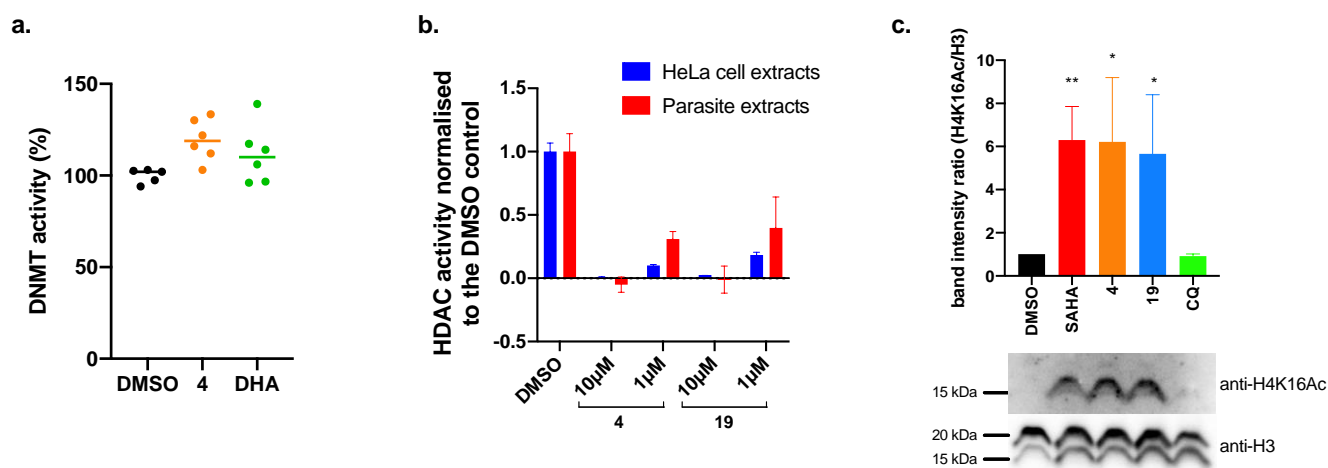 a.
DNMT activity (%)
150
100
50
0
DMSO 4 DHA
b.
HeLa cell extracts
Parasite extracts
HDAC activity normalised
to the DMSO control
1.5
1.0
0.5
0.0
-0.5
DMSO 10µM 1µM 10µM 1µM
4 19
c.
band intensity ratio (H4K16Ac/H3)
10
8
6
4
2
0
** * *
DMSO SAHA 4 19 CQ
15 kDa anti-H4K16Ac
20 kDa anti-H3
15 kDa